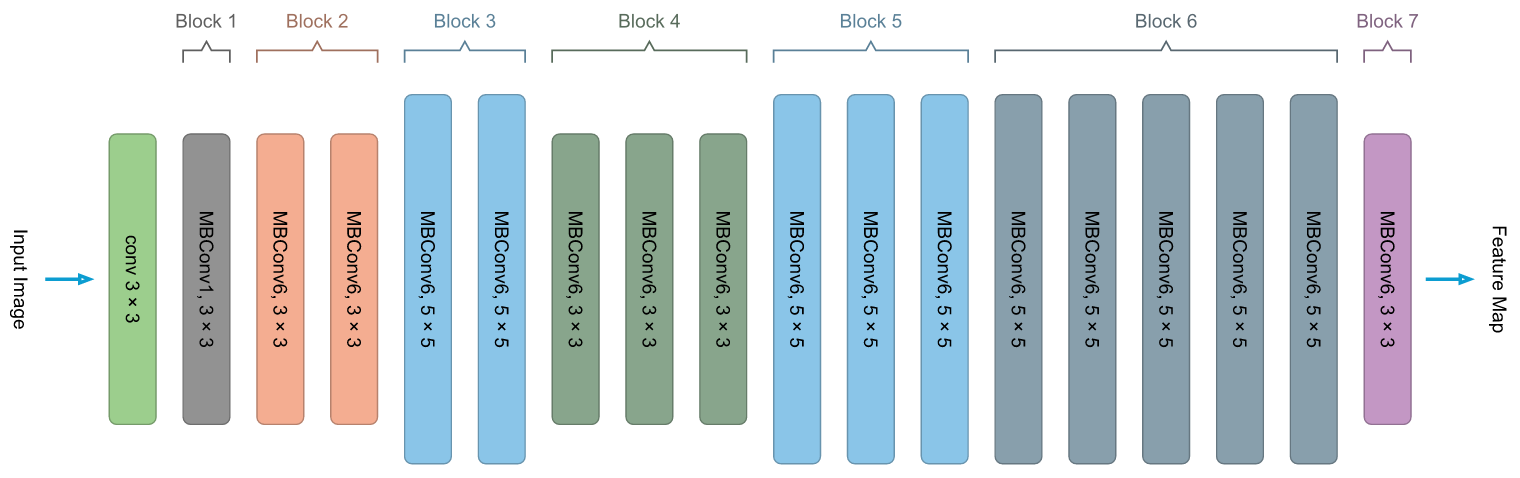 Block 1
Block 2
Block 3
Block 4
Block 5
Block 6
Block 7
Input Image
conv 3 × 3
MBConv1, 3 × 3
MBConv6, 3 × 3
MBConv6, 3 × 3
MBConv6, 5 × 5
MBConv6, 5 × 5
MBConv6, 3 × 3
MBConv6, 3 × 3
MBConv6, 3 × 3
MBConv6, 5 × 5
MBConv6, 5 × 5
MBConv6, 5 × 5
MBConv6, 5 × 5
MBConv6, 5 × 5
MBConv6, 5 × 5
MBConv6, 5 × 5
MBConv6, 5 × 5
MBConv6, 3 × 3
Feature Map